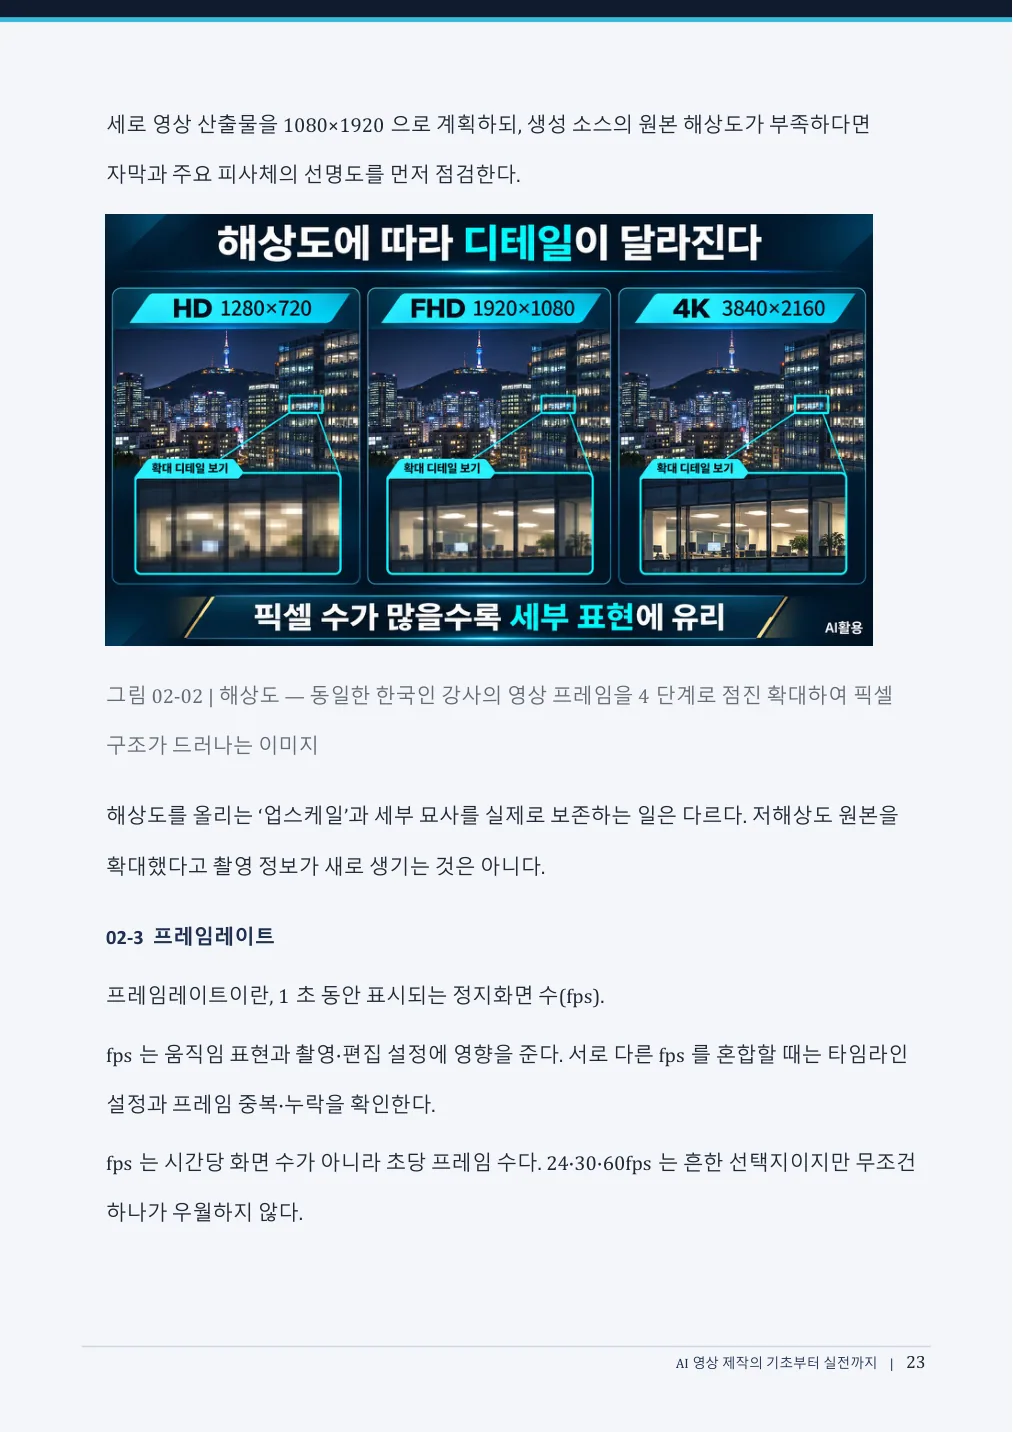 세로 영상 산출물을 1080×1920 으로 계획하되, 생성 소스의 원본 해상도가 부족하다면
자막과 주요 피사체의 선명도를 먼저 점검한다.
해상도에 따라 디테일이 달라진다
HD 1280×720
FHD 1920×1080
4K 3840×2160
확대 디테일 보기
확대 디테일 보기
확대 디테일 보기
픽셀 수가 많을수록 세부 표현에 유리
AI활용
그림 02-02 | 해상도 — 동일한 한국인 강사의 영상 프레임을 4 단계로 점진 확대하여 픽셀
구조가 드러나는 이미지
해상도를 올리는 ‘업스케일’과 세부 묘사를 실제로 보존하는 일은 다르다. 저해상도 원본을
확대했다고 촬영 정보가 새로 생기는 것은 아니다.
02-3 프레임레이트
프레임레이트이란, 1 초 동안 표시되는 정지화면 수(fps).
fps 는 움직임 표현과 촬영·편집 설정에 영향을 준다. 서로 다른 fps 를 혼합할 때는 타임라인
설정과 프레임 중복·누락을 확인한다.
fps 는 시간당 화면 수가 아니라 초당 프레임 수다. 24·30·60fps 는 흔한 선택지이지만 무조건
하나가 우월하지 않다.
AI 영상 제작의 기초부터 실전까지 | 23